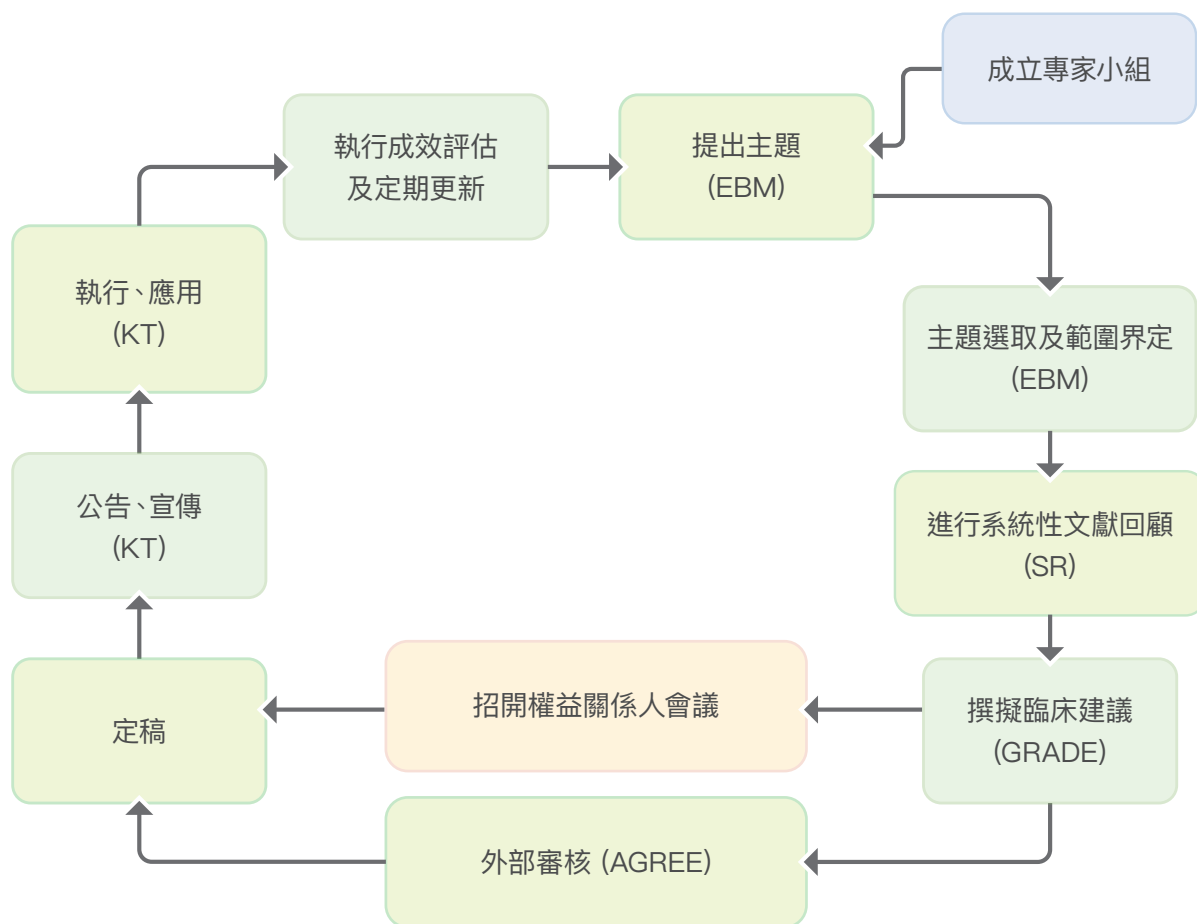 成立專家小組
執行成效評估
及定期更新
提出主題
(EBM)
執行、應用
(KT)
主題選取及範圍界定
(EBM)
公告、宣傳
(KT)
進行系統性文獻回顧
(SR)
定稿
招開權益關係人會議
撰擬臨床建議
(GRADE)
外部審核 (AGREE)